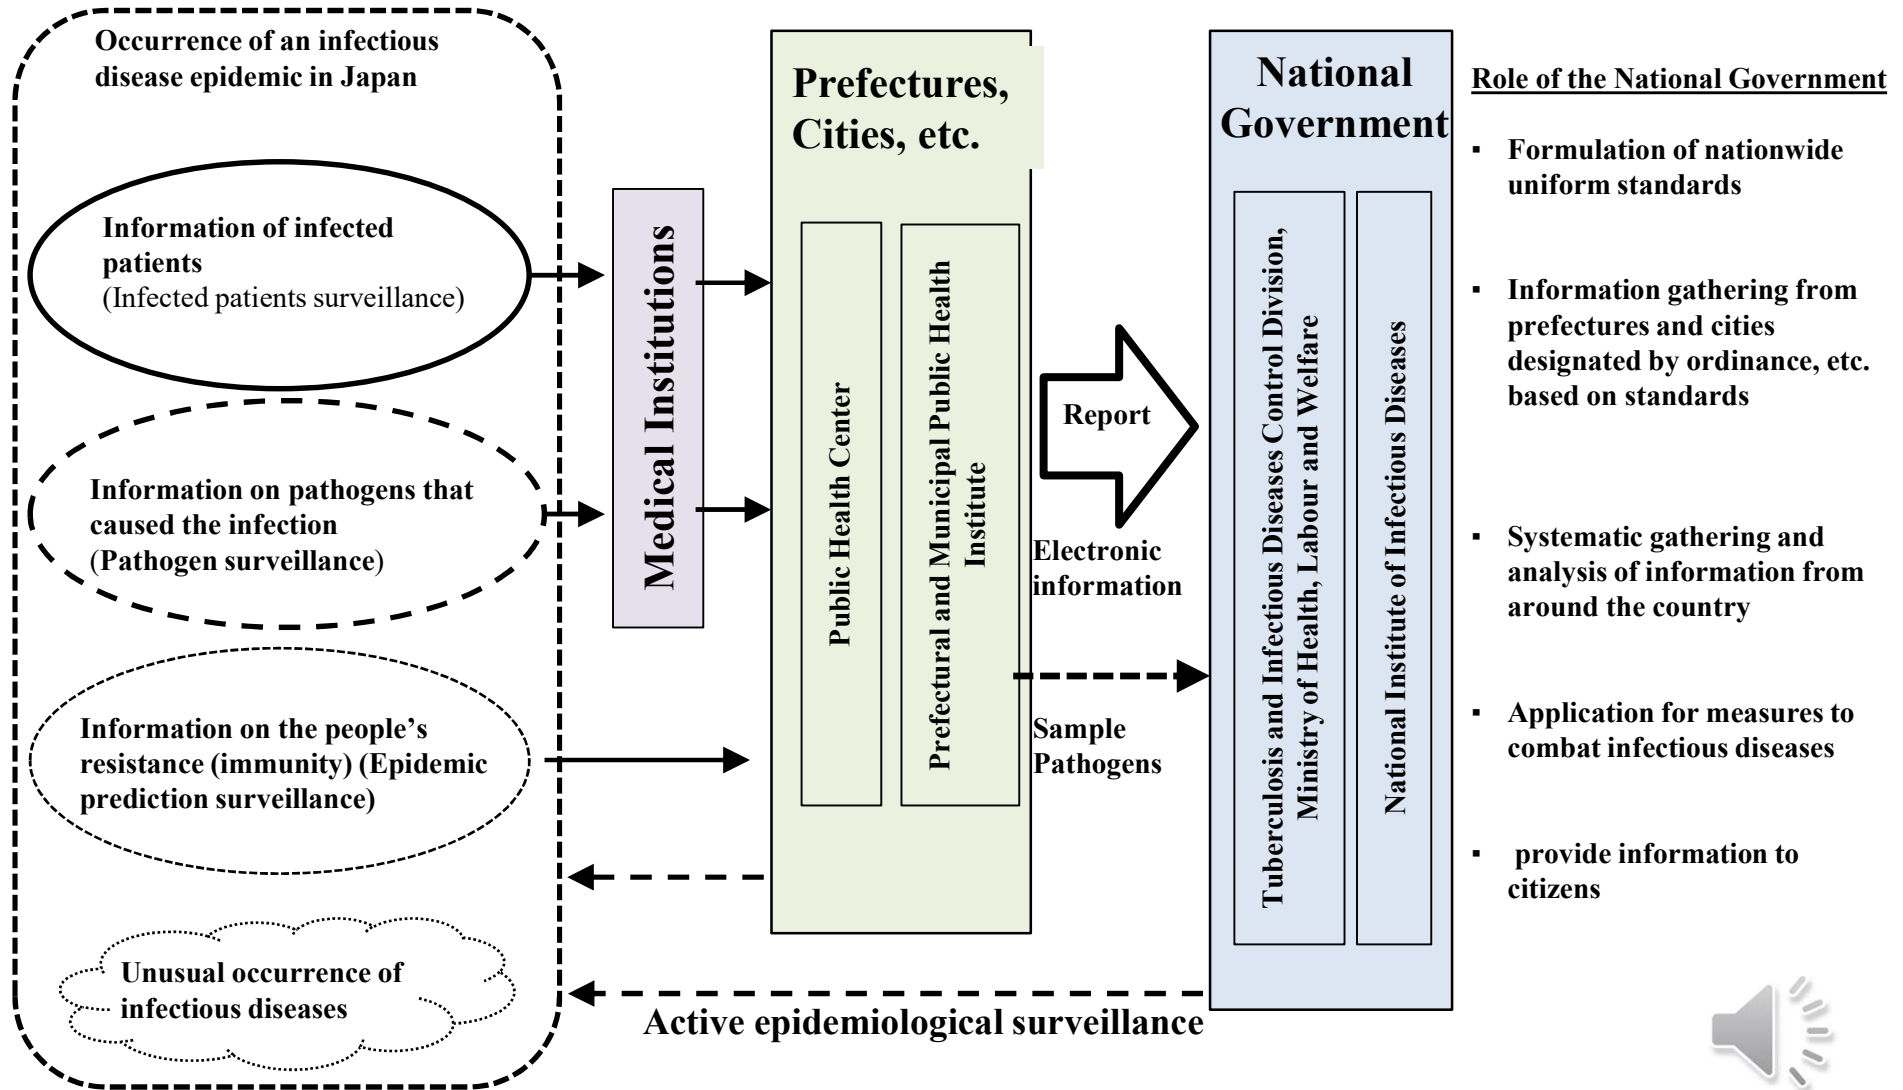 Occurrence of an infectious
disease epidemic in Japan
Information of infected
patients
(Infected patients surveillance)
Information on pathogens that
caused the infection
(Pathogen surveillance)
Information on the people’s
resistance (immunity) (Epidemic
prediction surveillance)
Unusual occurrence of
infectious diseases
Medical Institutions
Prefectures,
Cities, etc.
Public Health Center
Prefectural and Municipal Public Health
Institute
Report
Electronic
information
Sample
Pathogens
Active epidemiological surveillance
National
Government
Tuberculosis and Infectious Diseases Control Division,
Ministry of Health, Labour and Welfare
National Institute of Infectious Diseases
Role of the National Government
▪ Formulation of nationwide
uniform standards
▪ Information gathering from
prefectures and cities
designated by ordinance, etc.
based on standards
▪ Systematic gathering and
analysis of information from
around the country
▪ Application for measures to
combat infectious diseases
▪ provide information to
citizens